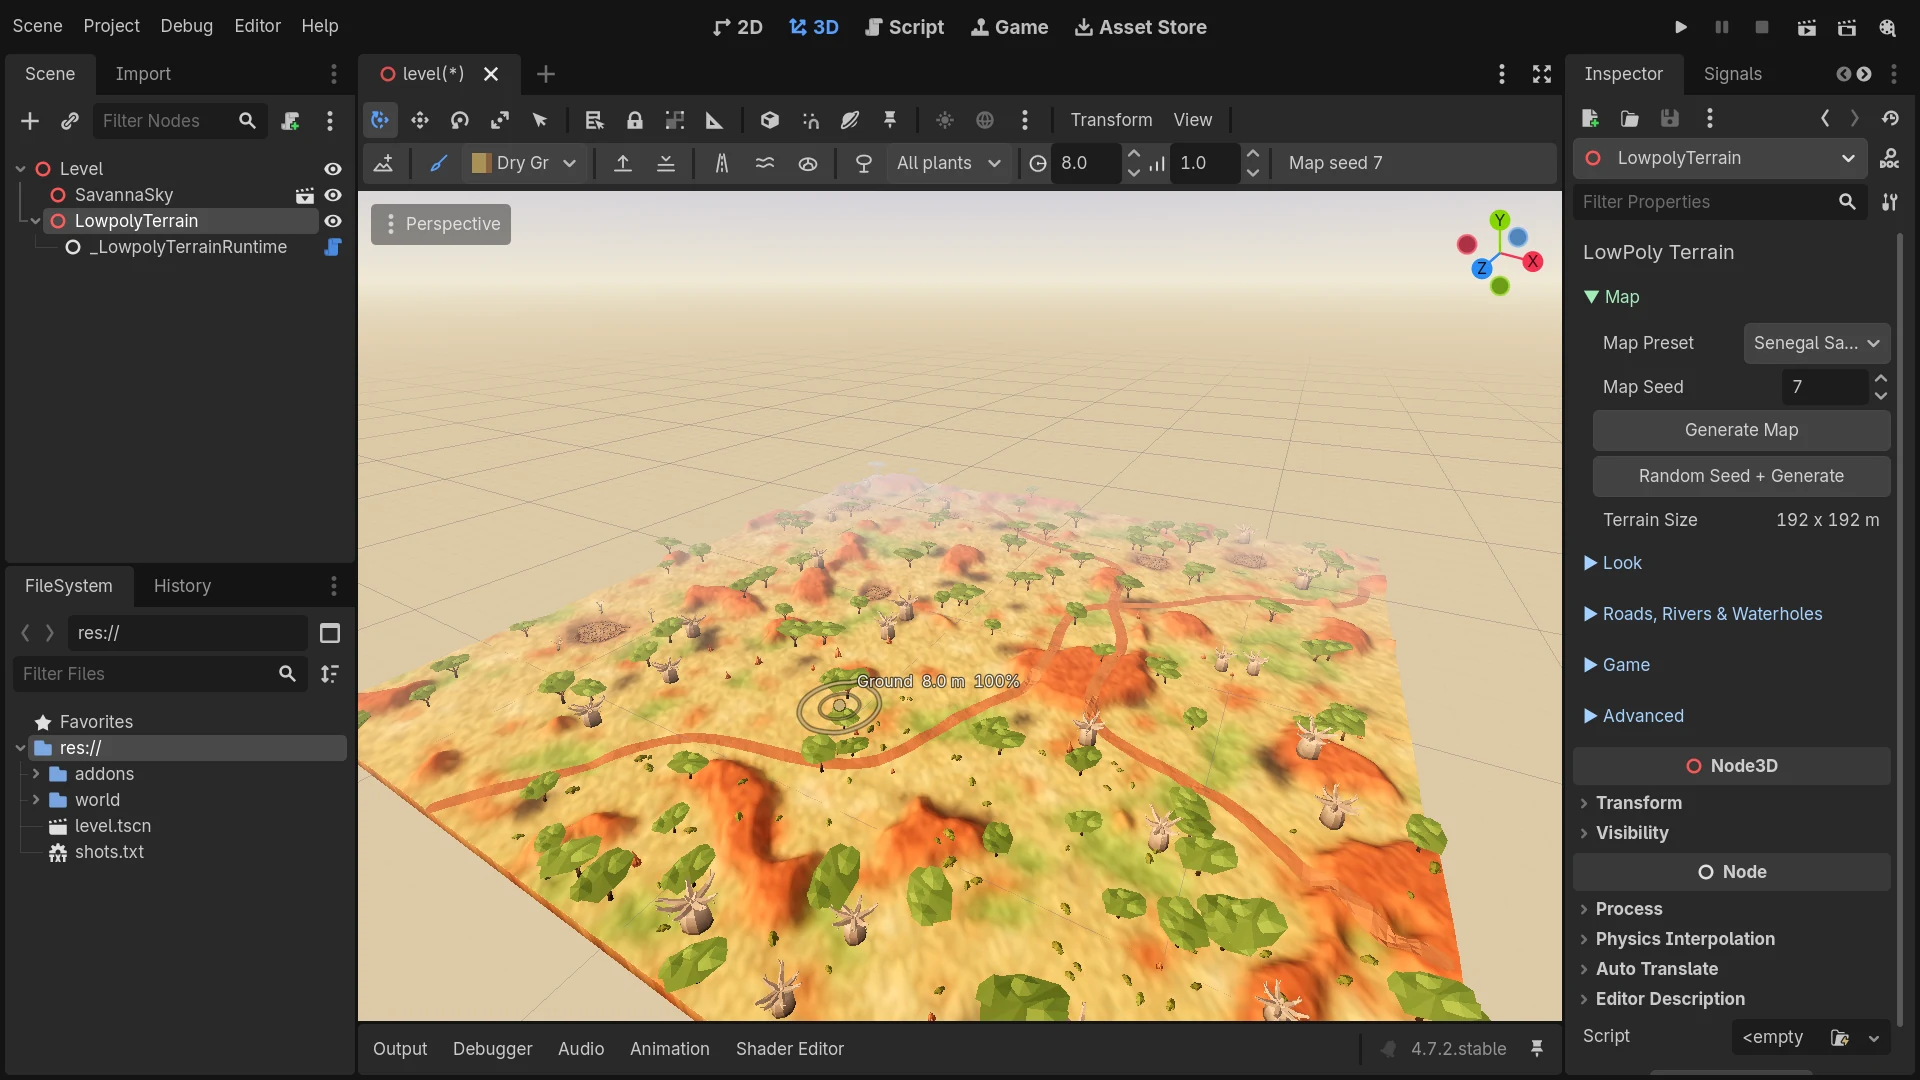 Scene Project Debug Editor Help
2D 3D Script Game Asset Store
Scene Import
level(*)
Inspector Signals
Filter Nodes
Transform View
Dry Gr
All plants
8.0
1.0
Map seed 7
LowpolyTerrain
Filter Properties
Level
SavannaSky
LowpolyTerrain
_LowpolyTerrainRuntime
Perspective
Y
X
Z
Ground 8.0 m 100%
LowPoly Terrain
Map
Map Preset Senegal Sa...
Map Seed 7
Generate Map
Random Seed + Generate
Terrain Size 192 x 192 m
Look
Roads, Rivers & Waterholes
Game
Advanced
Node3D
Transform
Visibility
Node
Process
Physics Interpolation
Auto Translate
Editor Description
Script <empty
FileSystem History
res://
Filter Files
Favorites
res://
addons
world
level.tscn
shots.txt
Output Debugger Audio Animation Shader Editor
4.7.2.stable
DOC